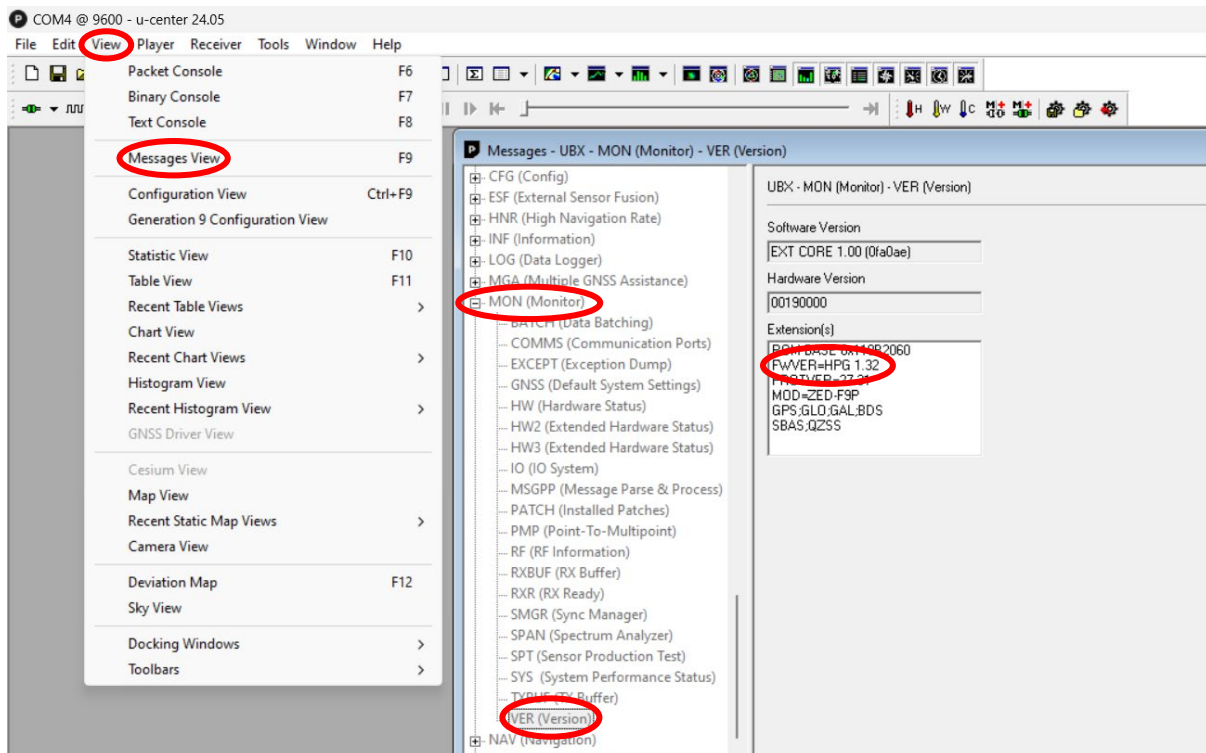 COM4 @ 9600 - u-center 24.05
File Edit View Player Receiver Tools Window Help
Packet Console F6
Binary Console F7
Text Console F8
Messages View F9
Configuration View Ctrl+F9
Generation 9 Configuration View
Statistic View F10
Table View F11
Recent Table Views
Chart View
Recent Chart Views
Histogram View
Recent Histogram View
GNSS Driver View
Cesium View
Map View
Recent Static Map Views
Camera View
Deviation Map F12
Sky View
Docking Windows
Toolbars
H W C
Messages - UBX - MON (Monitor) - VER (Version)
CFG (Config)
ESF (External Sensor Fusion)
HNR (High Navigation Rate)
INF (Information)
LOG (Data Logger)
MGA (Multiple GNSS Assistance)
MON (Monitor)
BATCH (Data Batching)
COMMS (Communication Ports)
EXCEPT (Exception Dump)
GNSS (Default System Settings)
HW (Hardware Status)
HW2 (Extended Hardware Status)
HW3 (Extended Hardware Status)
IO (IO System)
MSGPP (Message Parse & Process)
PATCH (Installed Patches)
PMP (Point-To-Multipoint)
RF (RF Information)
RXBUF (RX Buffer)
RXR (RX Ready)
SMGR (Sync Manager)
SPAN (Spectrum Analyzer)
SPT (Sensor Production Test)
SYS (System Performance Status)
TXBUF (TX Buffer)
VER (Version)
NAV (Navigation)
UBX - MON (Monitor) - VER (Version)
Software Version
EXT CORE 1.00 (0fa0ae)
Hardware Version
00190000
Extension(s)
ROM BASE
FWVER=HPG 1.32
MOD=ZED-F9P
GPS;GLO;GAL;BDS
SBAS;QZSS